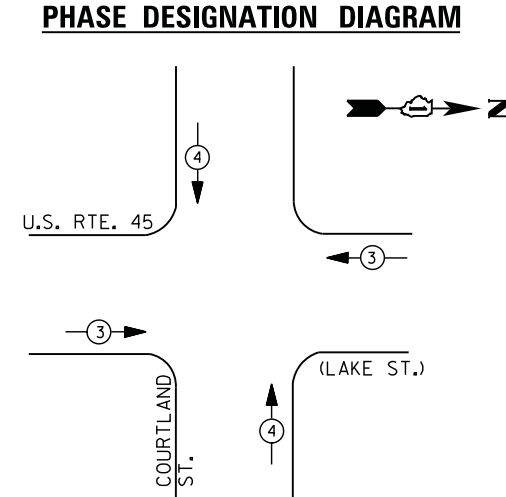 PHASE DESIGNATION DIAGRAM
N
4
U.S. RTE. 45
3
3
(LAKE ST.)
COURTLAND
ST.
4